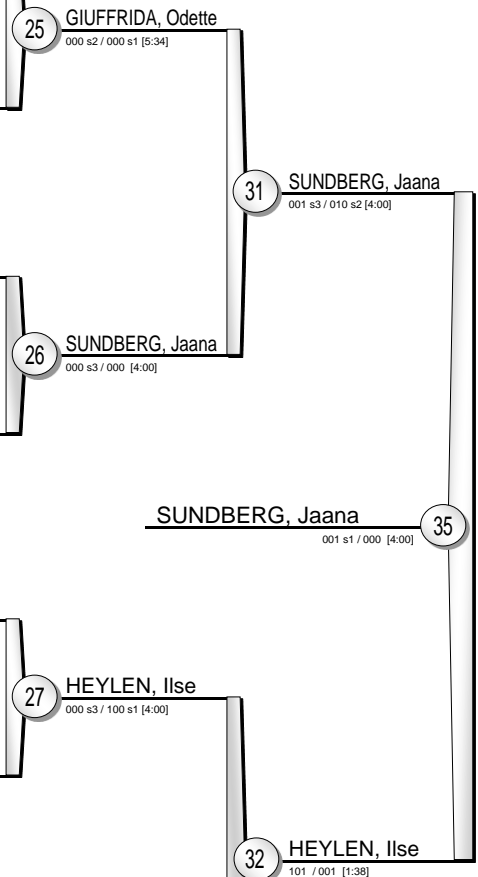 25
GIUFFRIDA, Odette
000 s2 / 000 s1 [5:34]
31
SUNDBERG, Jaana
001 s3 / 010 s2 [4:00]
26
SUNDBERG, Jaana
000 s3 / 000 [4:00]
SUNDBERG, Jaana
35
001 s1 / 000 [4:00]
27
HEYLEN, Ilse
000 s3 / 100 s1 [4:00]
32
HEYLEN, Ilse
101 / 001 [1:38]